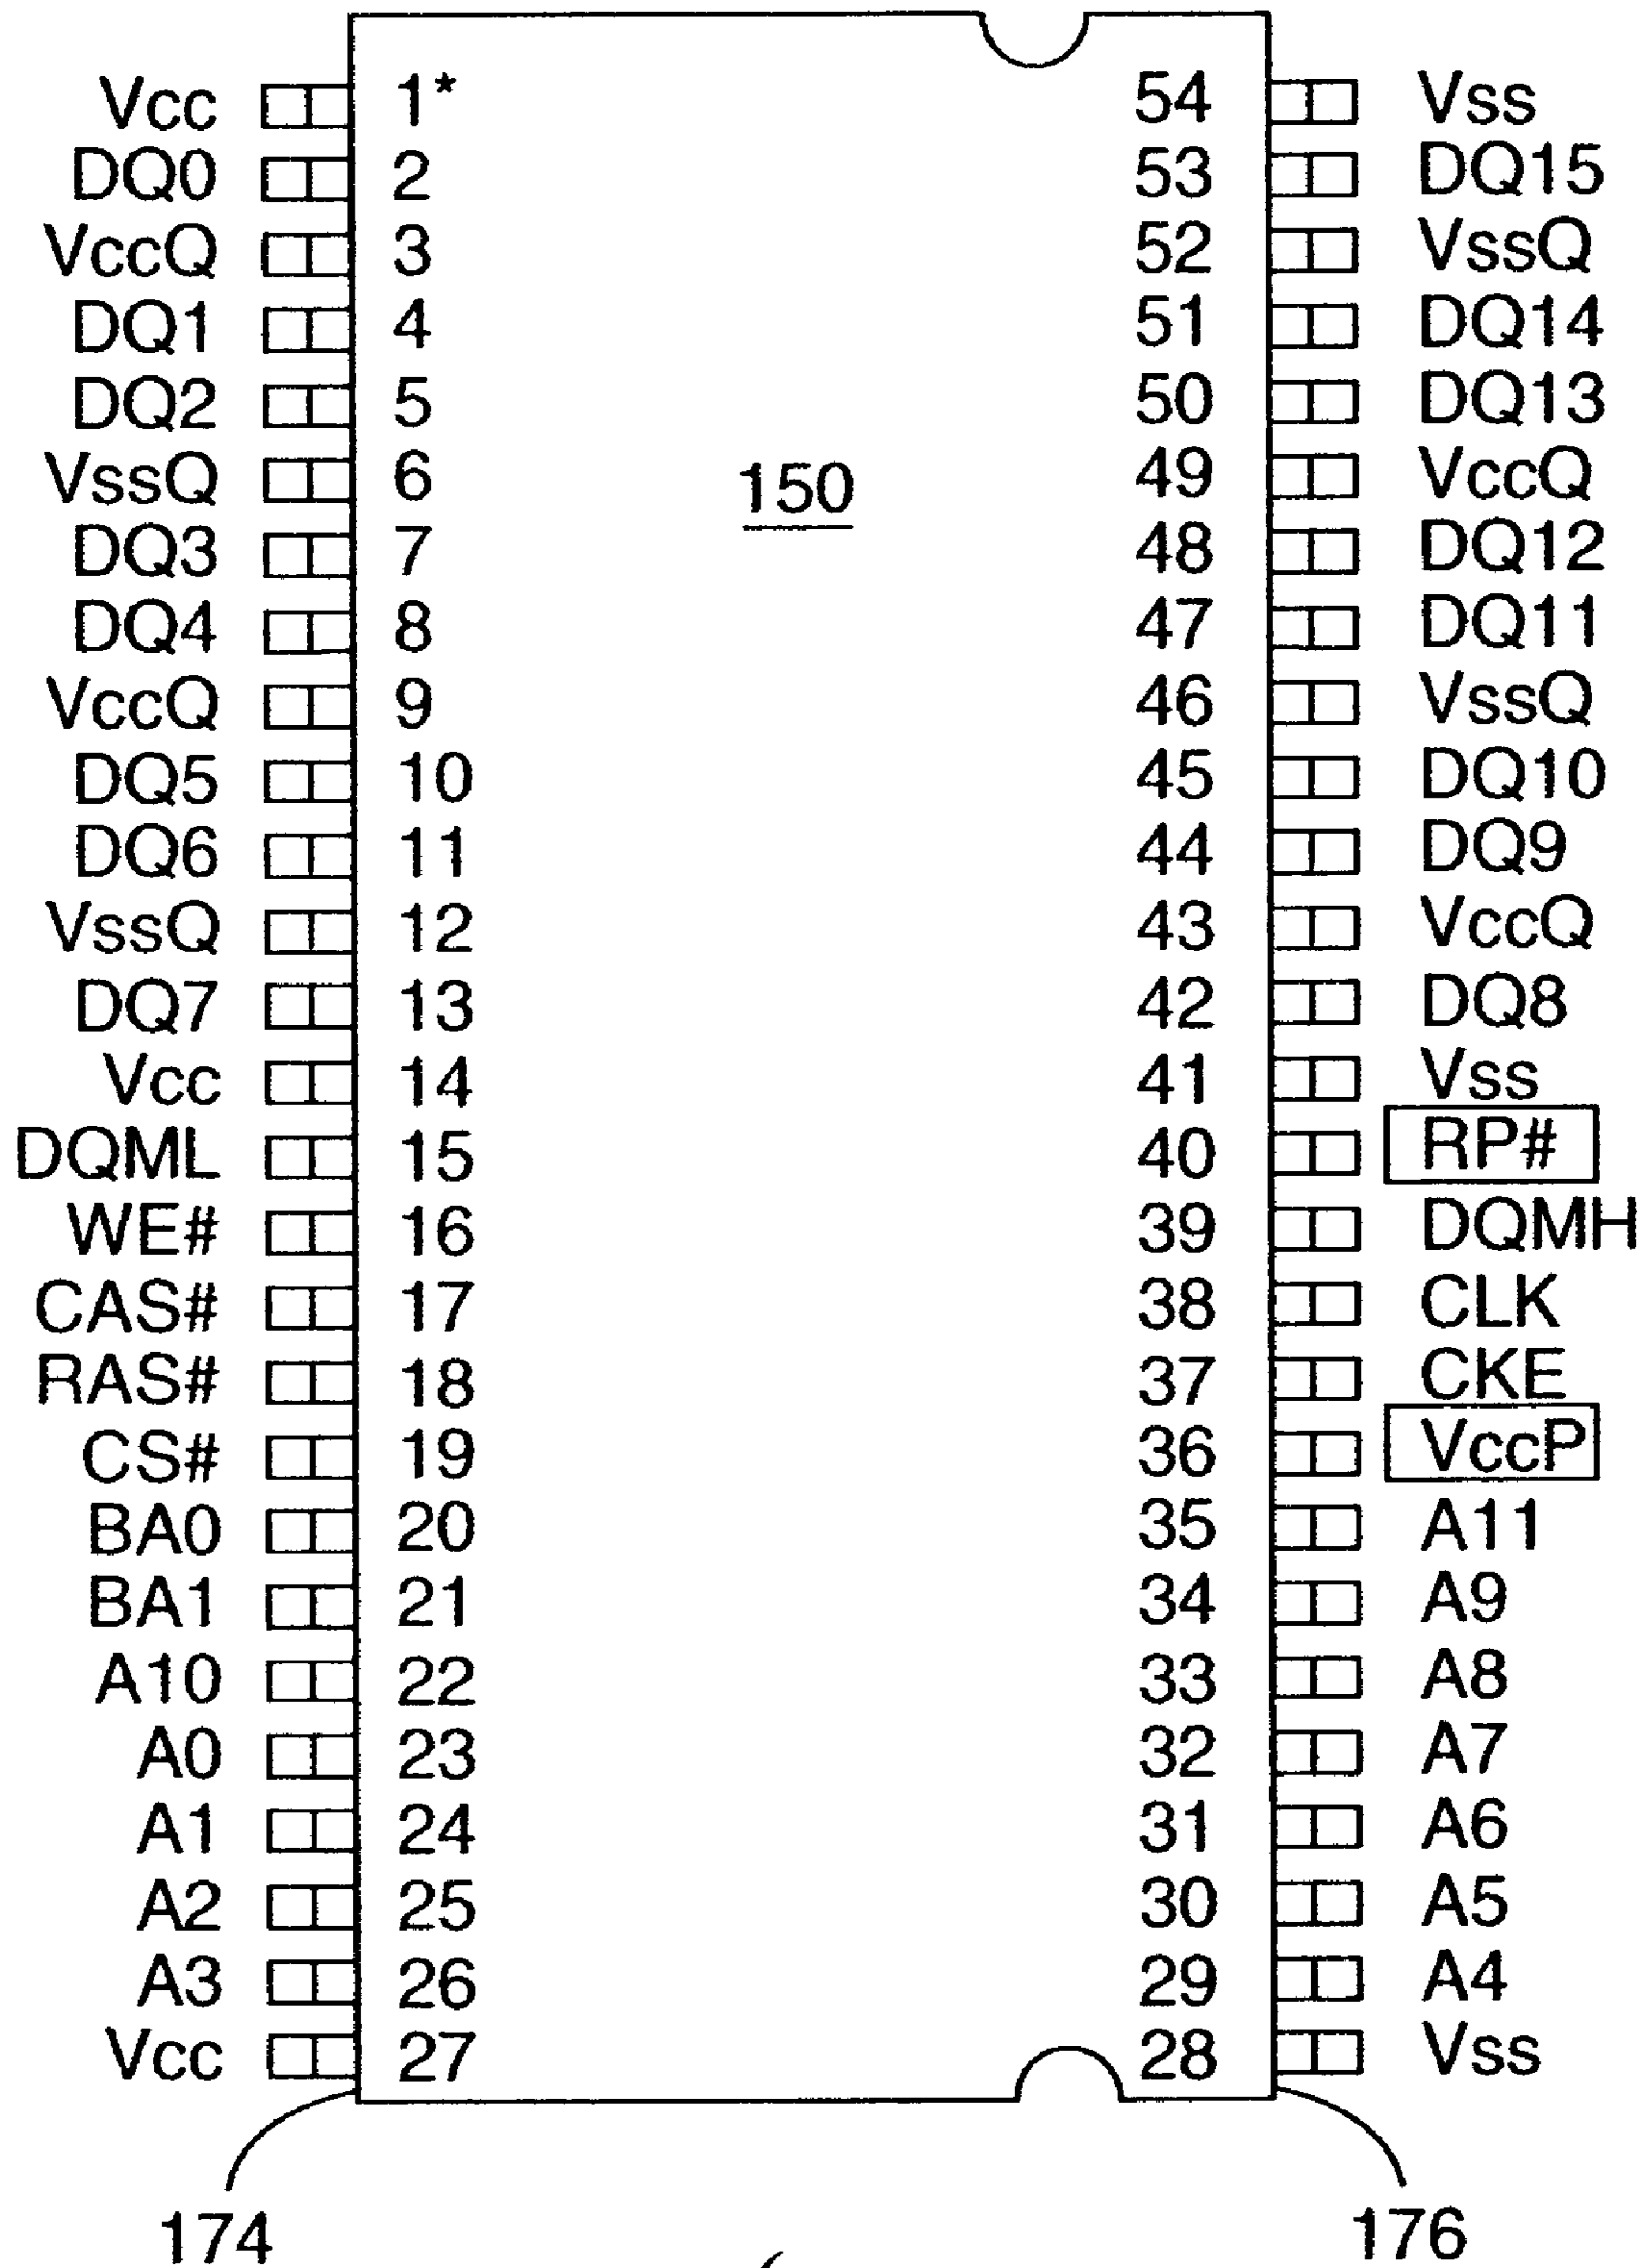 Vcc 1* 54 Vss
DQ0 2 53 DQ15
VccQ 3 52 VssQ
DQ1 4 51 DQ14
DQ2 5 50 DQ13
VssQ 6 49 VccQ
150
DQ3 7 48 DQ12
DQ4 8 47 DQ11
VccQ 9 46 VssQ
DQ5 10 45 DQ10
DQ6 11 44 DQ9
VssQ 12 43 VccQ
DQ7 13 42 DQ8
Vcc 14 41 Vss
DQML 15 40 RP#
WE# 16 39 DQMH
CAS# 17 38 CLK
RAS# 18 37 CKE
CS# 19 36 VccP
BA0 20 35 A11
BA1 21 34 A9
A10 22 33 A8
A0 23 32 A7
A1 24 31 A6
A2 25 30 A5
A3 26 29 A4
Vcc 27 28 Vss
174 176